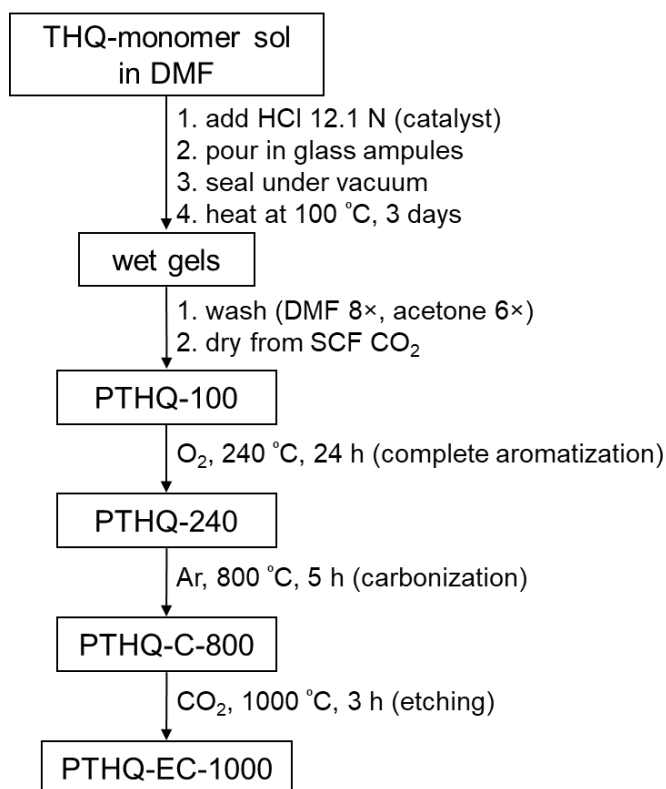 THQ-monomer sol
in DMF
1. add HCl 12.1 N (catalyst)
2. pour in glass ampules
3. seal under vacuum
4. heat at 100 °C, 3 days
wet gels
1. wash (DMF 8×, acetone 6×)
2. dry from SCF CO₂
PTHQ-100
O₂, 240 °C, 24 h (complete aromatization)
PTHQ-240
Ar, 800 °C, 5 h (carbonization)
PTHQ-C-800
CO₂, 1000 °C, 3 h (etching)
PTHQ-EC-1000